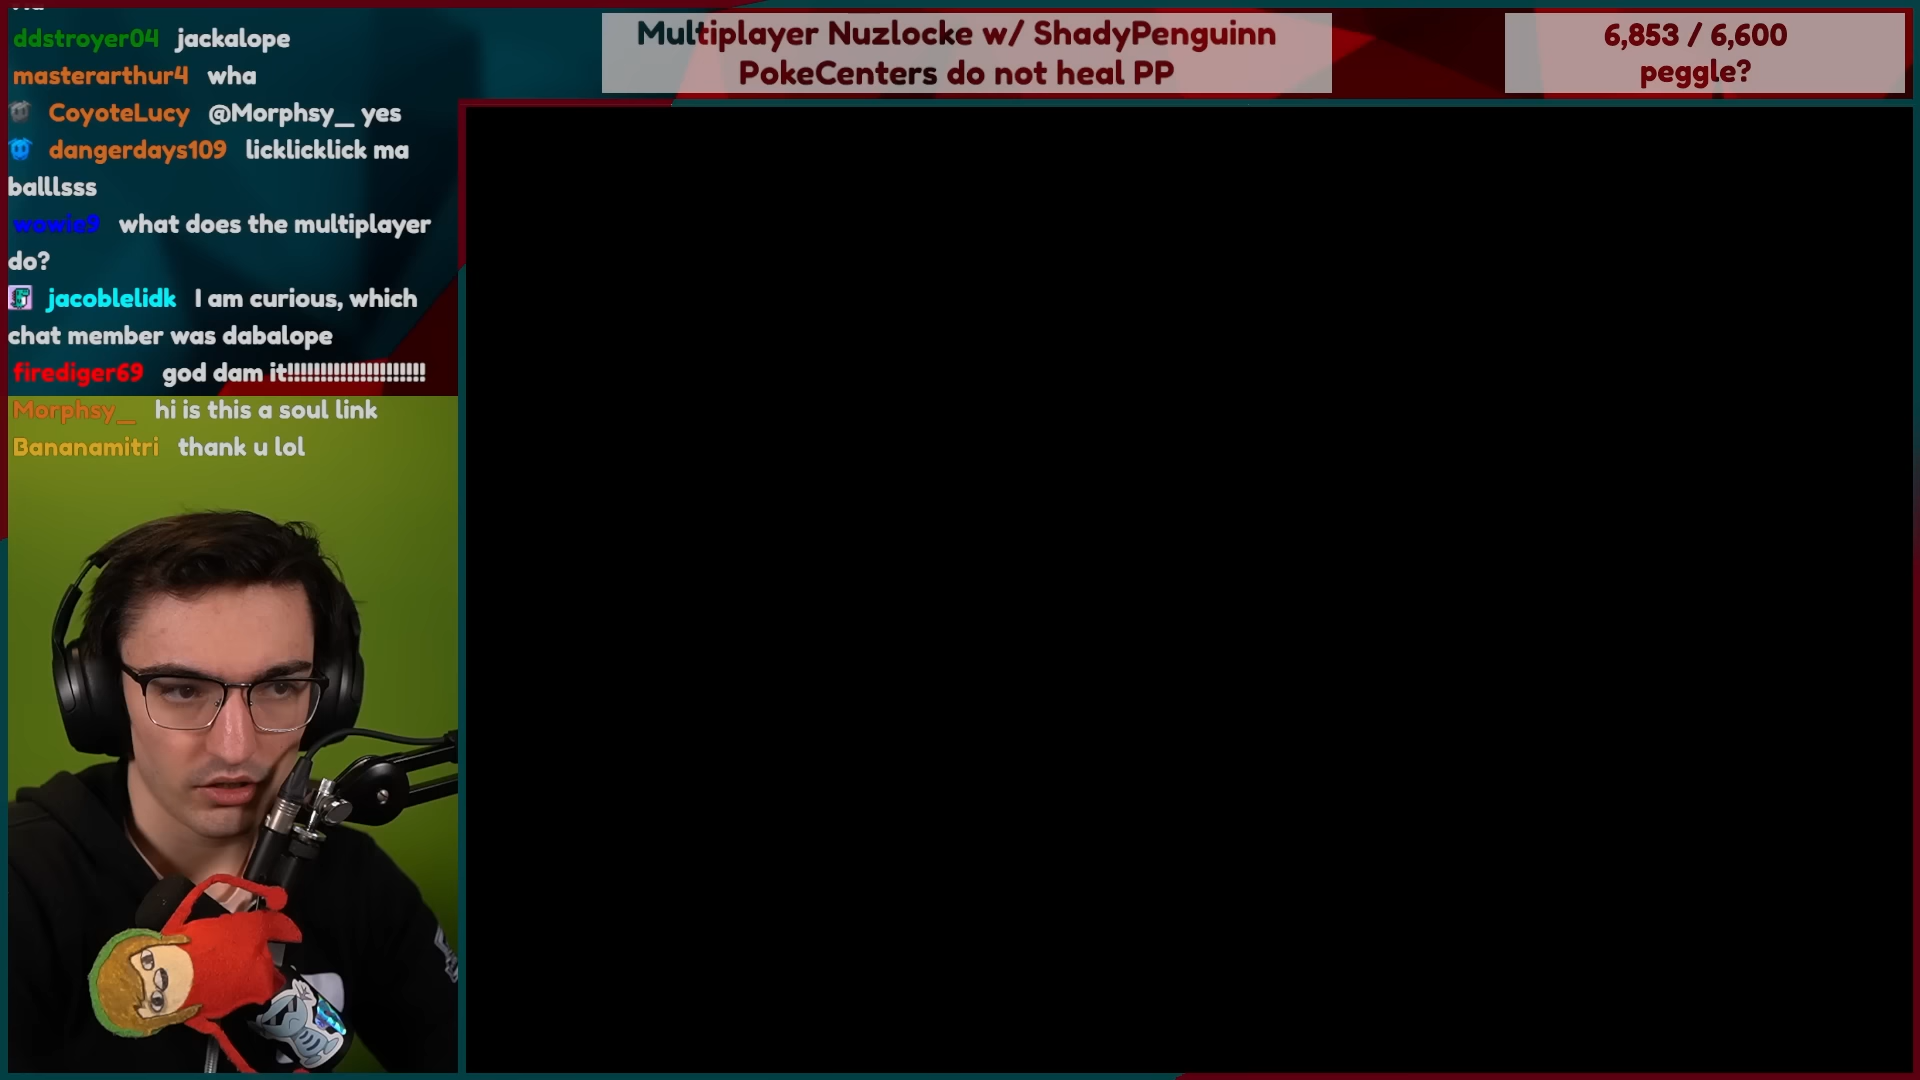 ddstroyer04 jackalope
masterarthur4 wha
CoyoteLucy @Morphsy_ yes
dangerdays109 licklicklick ma
balllsss
wowie9 what does the multiplayer
do?
jacoblelidk I am curious, which
chat member was dabalope
firediger69 god dam it!!!!!!!!!!!!!!!!!!!!!
Morphsy_ hi is this a soul link
Bananamitri thank u lol
Multiplayer Nuzlocke w/ ShadyPenguinn
PokeCenters do not heal PP
6,853 / 6,600
peggle?